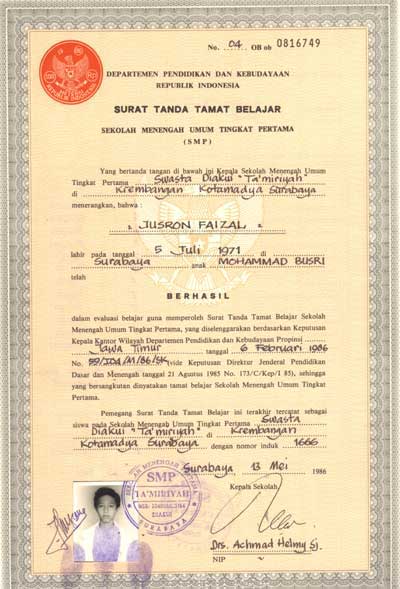 No. 04 OB ob 0816749
DEPARTEMEN PENDIDIKAN DAN KEBUDAYAAN
REPUBLIK INDONESIA
SURAT TANDA TAMAT BELAJAR
SEKOLAH MENENGAH UMUM TINGKAT PERTAMA
(SMP)
Yang bertanda tangan di bawah ini Kepala Sekolah Menengah Umum
Tingkat Pertama Swasta Diakui "Ta'miriyah"
di Krembangan Kotamadya Surabaya
menerangkan, bahwa :
JUSRON FAIZAL
lahir pada tanggal 5 Juli 1971 di
Surabaya anak MOHAMMAD BUSRI
telah
BERHASIL
dalam evaluasi belajar guna memperoleh Surat Tanda Tamat Belajar Sekolah
Menengah Umum Tingkat Pertama, yang diselenggarakan berdasarkan Keputusan
Kepala Kantor Wilayah Departemen Pendidikan dan Kebudayaan Propinsi
Jawa Timur tanggal 6 Februari 1986
No. (vide Keputusan Direktur Jenderal Pendidikan
Dasar dan Menengah tanggal 21 Agustus 1985 No. 173/C/Kep/I 85), sehingga
yang bersangkutan dinyatakan tamat belajar Sekolah Menengah Umum Tingkat
Pertama.
Pemegang Surat Tanda Tamat Belajar ini terakhir tercatat sebagai
siswa pada Sekolah Menengah Umum Tingkat Pertama Swasta
Diakui "Ta'miriyah" di Krembangan
Kotamadya Surabaya dengan nomor induk 1666
Surabaya 13 Mei 1986
Kepala Sekolah,
SMP
TA'MIRIYAH
SURABAYA
Drs. Achmad Helmy Sj.
NIP